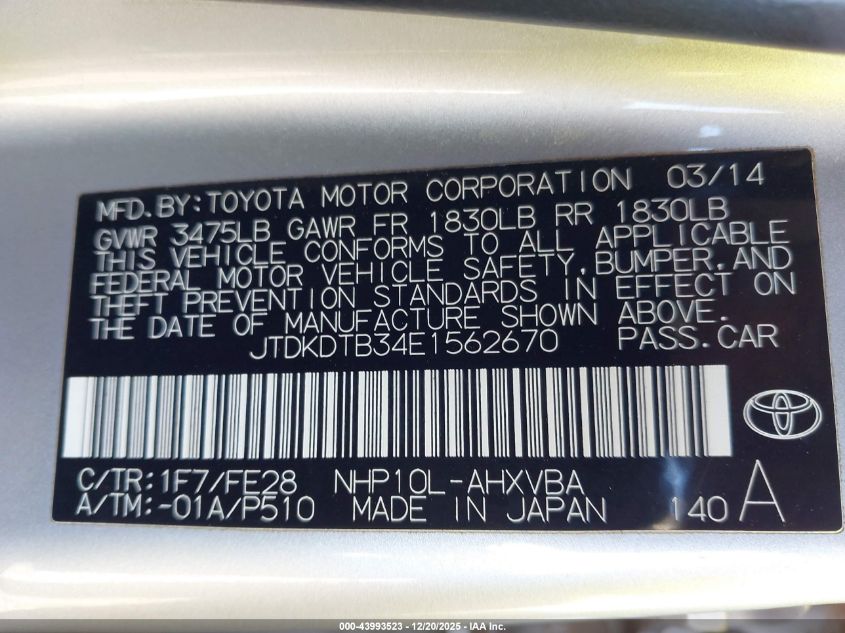 MFD.BY:TOYOTA MOTOR CORPORATION 03/14
GVWR 3475LB GAWR FR 1830LB RR 1830LB
THIS VEHICLE CONFORMS TO ALL APPLICABLE
FEDERAL MOTOR VEHICLE SAFETY,BUMPER,AND
THEFT PREVENTION STANDARDS IN EFFECT ON
THE DATE OF MANUFACTURE SHOWN ABOVE.
JTDKDTB34E1562670 PASS.CAR
C/TR:1F7/FE28 NHP10L-AHXVBA
A/TM:-01A/P510 MADE IN JAPAN 140 A
000-43993523 - 12/20/2025 - IAA Inc.